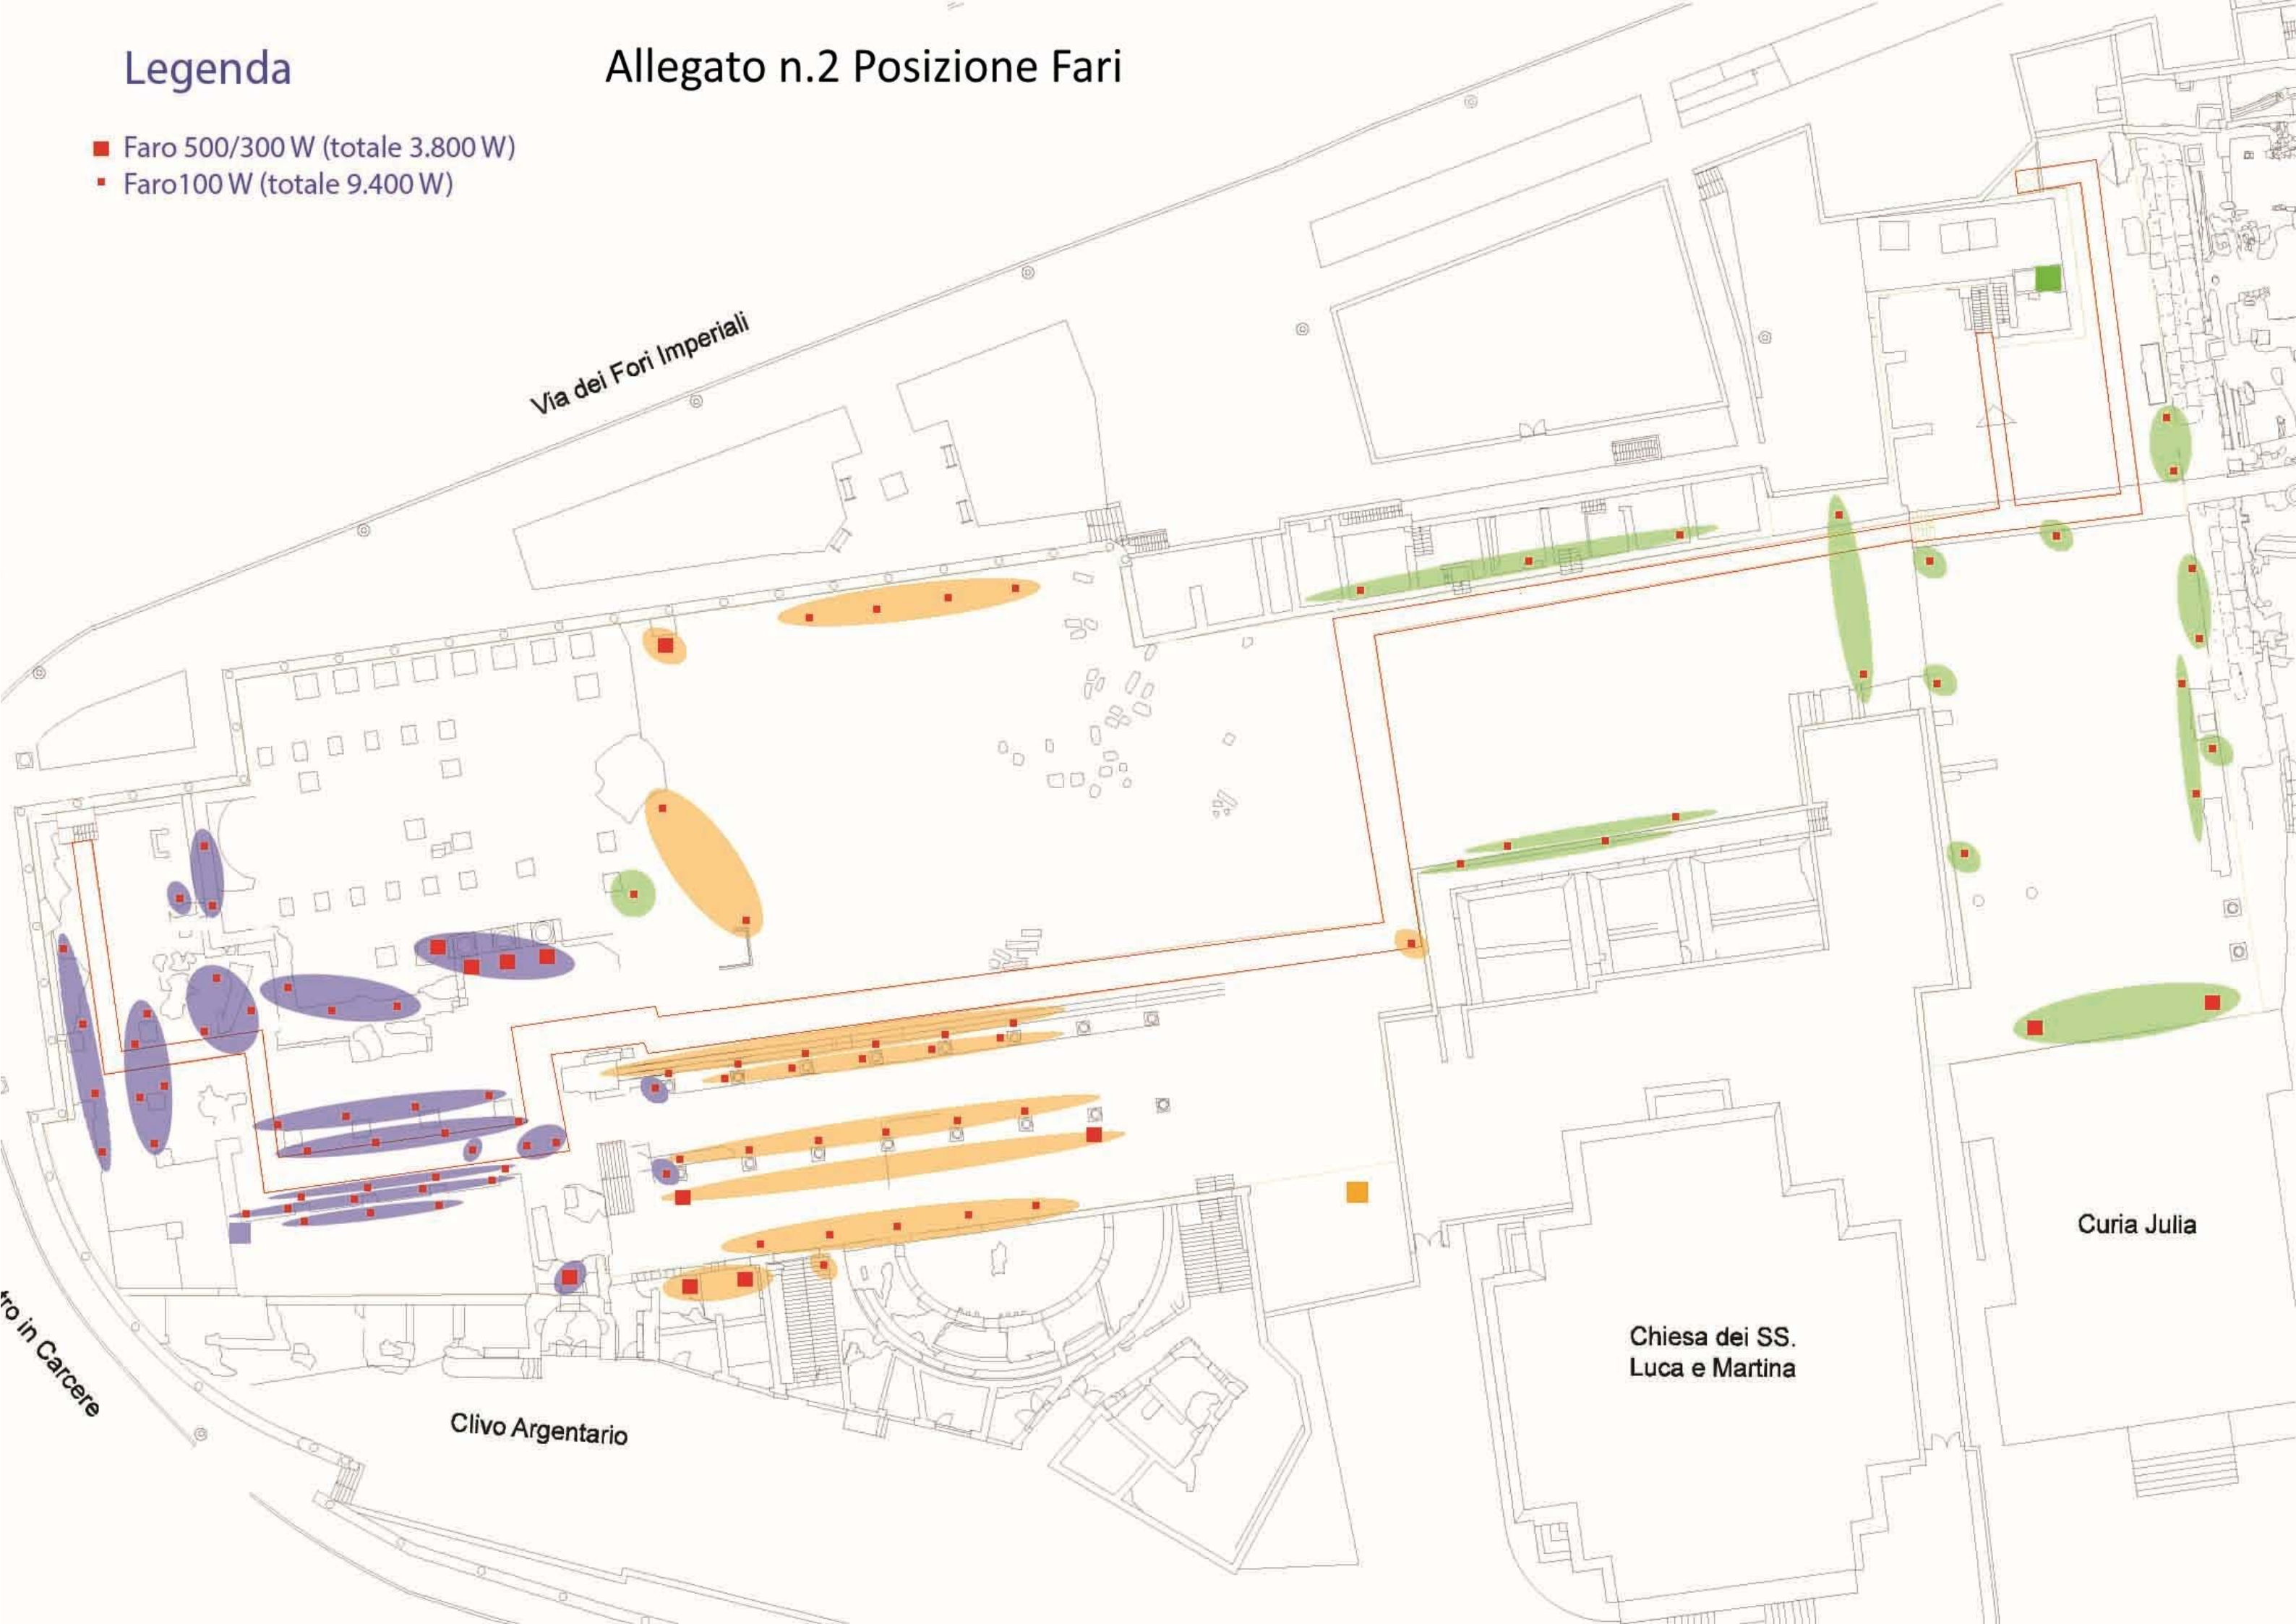 Legenda
Allegato n.2 Posizione Fari
Faro 500/300 W (totale 3.800 W)
Faro100 W (totale 9.400 W)
Via dei Fori Imperiali
Curia Julia
Chiesa dei SS.
Luca e Martina
tro in Carcere
Clivo Argentario